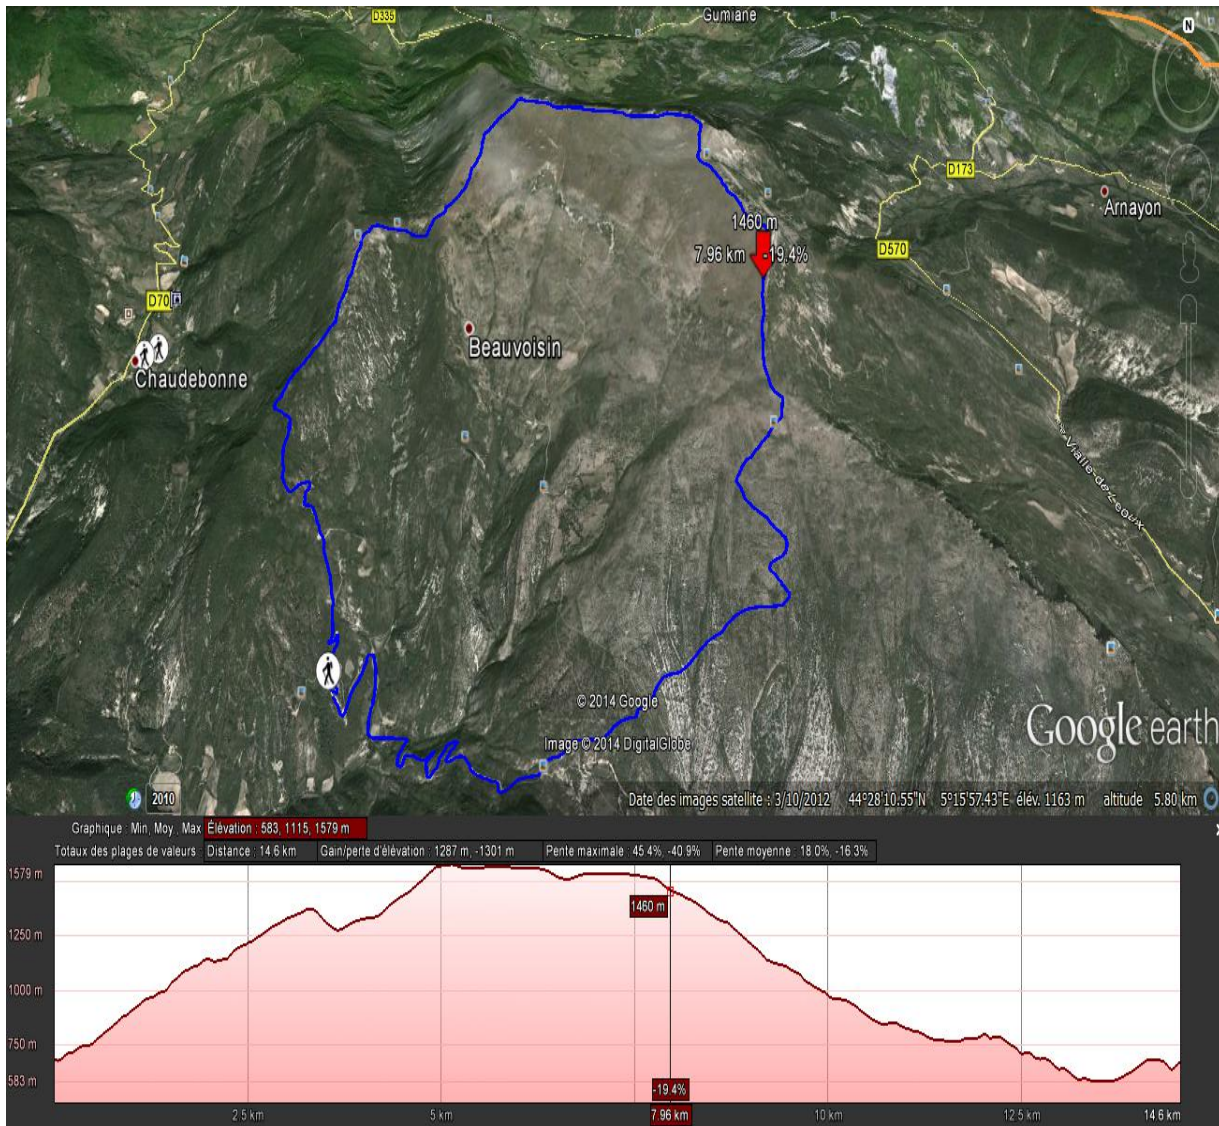 D335
Gumiane
N
D173
Arnayon
1460 m
7.96 km -19.4%
D570
D70
Beauvoisin
Chaudebonne
© 2014 Google
Image © 2014 DigitalGlobe
Google earth
2010
Date des images satellite : 3/10/2012 44°28'10.55"N 5°15'57.43"E élév. 1163 m altitude 5.80 km
Graphique : Min, Moy., Max Élévation : 583, 1115, 1579 m
Totaux des plages de valeurs : Distance : 14.6 km Gain/perte d'élévation : 1287 m, -1301 m Pente maximale : 45.4%, -40.9% Pente moyenne : 18.0%, -16.3%
1579 m
1460 m
1250 m
1000 m
750 m
583 m
-19.4%
2.5 km 5 km 7.96 km 10 km 12.5 km 14.6 km